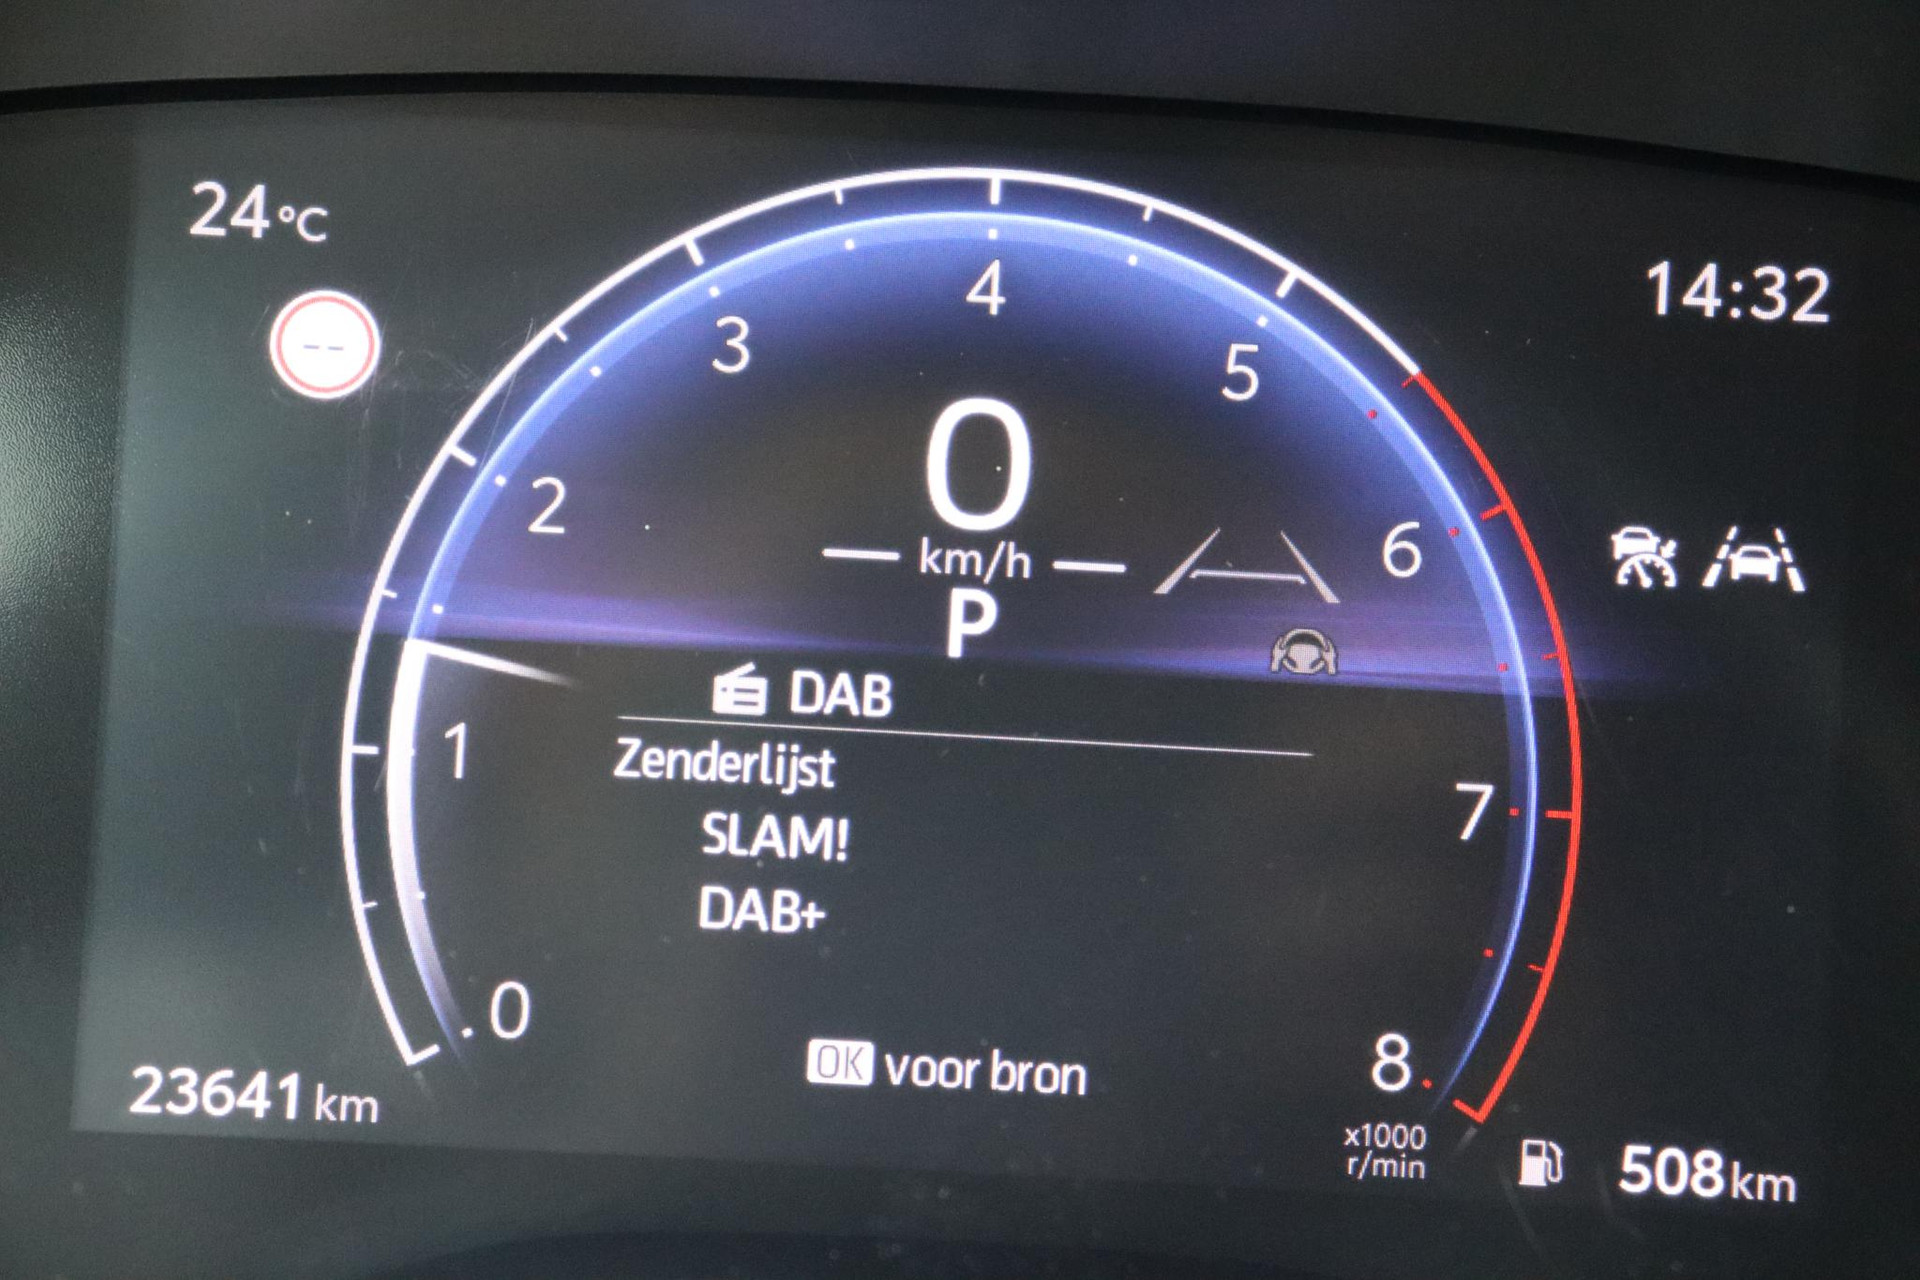 24°C
14:32
--
4
3
5
0
2
6
km/h
P
DAB
Zenderlijst
1
7
SLAM!
DAB+
0
8
OK voor bron
23641 km
x1000
r/min
508 km